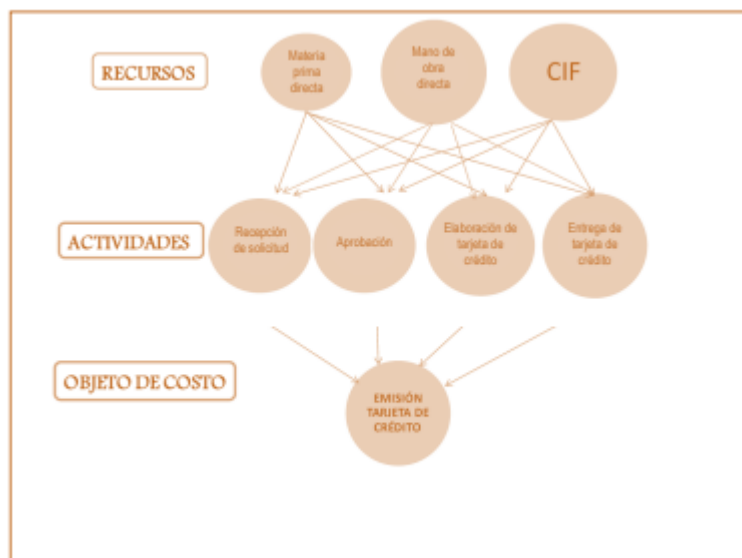 RECURSOS
Materia
prima
directa
Mano de
obra
directa
CIF
ACTIVIDADES
Recepción
de solicitud
Aprobación
Elaboración de
tarjeta de
crédito
Entrega de
tarjeta de
crédito
OBJETO DE COSTO
EMISIÓN
TARJETA DE
CRÉDITO